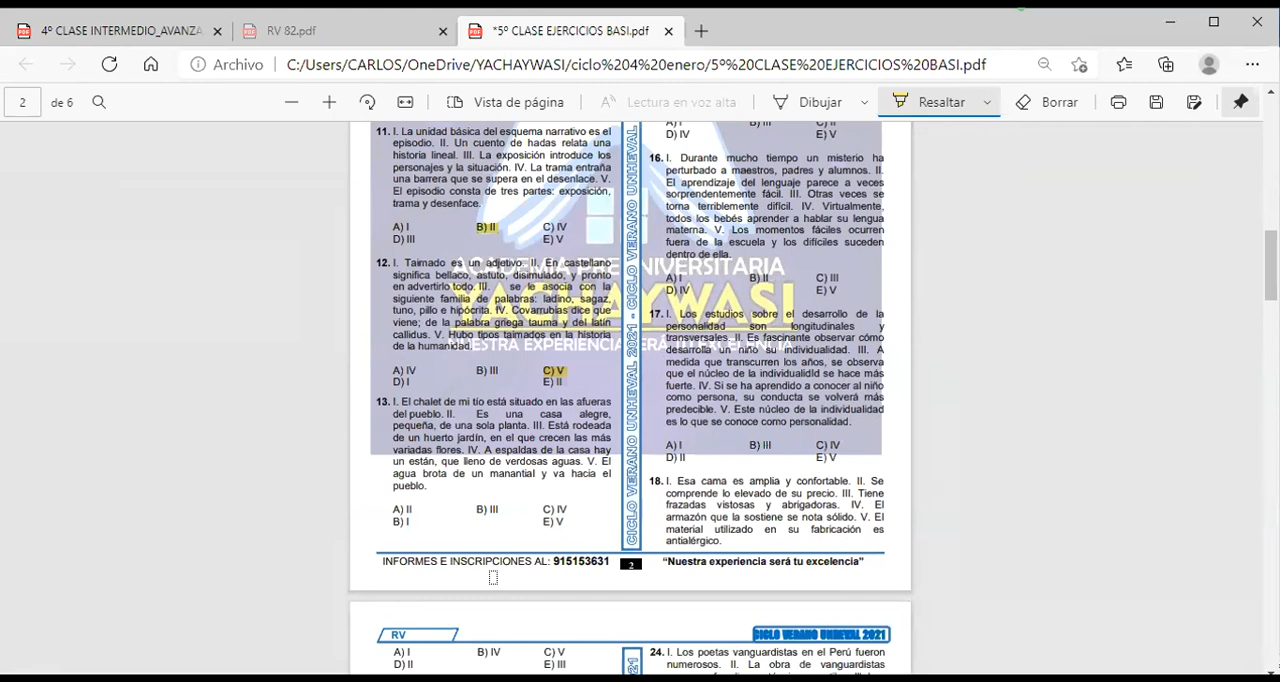 4º CLASE INTERMEDIO_AVANZA
RV 82.pdf
*5º CLASE EJERCICIOS BASI.pdf
Archivo
C:/Users/CARLOS/OneDrive/YACHAYWASI/ciclo%204%20enero/5º%20CLASE%20EJERCICIOS%20BASI.pdf
2
de 6
Vista de página
Lectura en voz alta
Dibujar
Resaltar
Borrar
11. I. La unidad básica del esquema narrativo es el
episodio. II. Un cuento de hadas relata una
historia lineal. III. La exposición introduce los
personajes y la situación. IV. La trama entraña
una barrera que se supera en el desenlace. V.
El episodio consta de tres partes: exposición,
trama y desenface.
A) I B) II C) IV
D) III E) V
12. I. Taimado es un adjetivo. II. En castellano
significa bellaco, astuto, disimulado, y pronto
en advertirlo todo. III. se le asocia con la
siguiente familia de palabras: ladino, sagaz,
tuno, pillo e hipócrita. IV. Covarrubias dice que
viene; de la palabra griega tauma y del latín
callidus. V. Hubo tipos taimados en la historia
de la humanidad.
A) IV B) III C) V
D) I E) II
13. I. El chalet de mi tío está situado en las afueras
del pueblo. II. Es una casa alegre,
pequeña, de una sola planta. III. Está rodeada
de un huerto jardín, en el que crecen las más
variadas flores. IV. A espaldas de la casa hay
un están, que lleno de verdosas aguas. V. El
agua brota de un manantial y va hacia el
pueblo.
A) II B) III C) IV
B) I E) V
CICLO VERANO UNHEVAL 2021 - CICLO VERANO UNHEVAL
ACADEMIA PRE UNIVERSITARIA
YACHAYWASI
NUESTRA EXPERIENCIA SERÁ TU EXCELENCIA
A) I B) III C) II
D) IV E) V
16. I. Durante mucho tiempo un misterio ha
perturbado a maestros, padres y alumnos. II.
El aprendizaje del lenguaje parece a veces
sorprendentemente fácil. III. Otras veces se
torna terriblemente difícil. IV. Virtualmente,
todos los bebés aprender a hablar su lengua
materna. V. Los momentos fáciles ocurren
fuera de la escuela y los difíciles suceden
dentro de ella.
A) I B) II C) III
D) IV E) V
17. I. Los estudios sobre el desarrollo de la
personalidad son longitudinales y
transversales. II. Es fascinante observar cómo
desarrolla un niño su individualidad. III. A
medida que transcurren los años, se observa
que el núcleo de la individualidld se hace más
fuerte. IV. Si se ha aprendido a conocer al niño
como persona, su conducta se volverá más
predecible. V. Este núcleo de la individualidad
es lo que se conoce como personalidad.
A) I B) III C) IV
D) II E) V
18. I. Esa cama es amplia y confortable. II. Se
comprende lo elevado de su precio. III. Tiene
frazadas vistosas y abrigadoras. IV. El
armazón que la sostiene se nota sólido. V. El
material utilizado en su fabricación es
antialérgico.
INFORMES E INSCRIPCIONES AL: 915153631
2
“Nuestra experiencia será tu excelencia”
RV
CICLO VERANO UNHEVAL 2021
A) I B) IV C) V
D) II E) III
2021
24. I. Los poetas vanguardistas en el Perú fueron
numerosos. II. La obra de vanguardistas